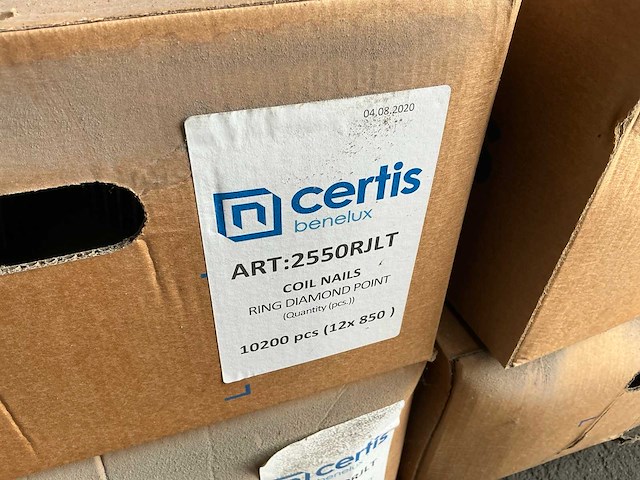 04.08.2020
certis
benelux
ART:2550RJLT
COIL NAILS
RING DIAMOND POINT
(Quantity (pcs.))
10200 pcs (12x 850 )
certis
benelux